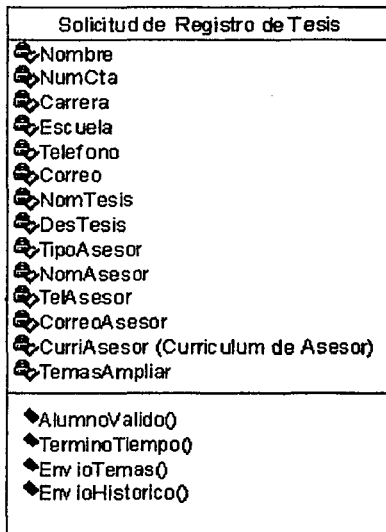 Solicitud de Registro de Tesis
Nombre
NumCta
Carrera
Escuela
Telefono
Correo
NomTesis
DesTesis
TipoAsesor
NomAsesor
TelAsesor
CorreoAsesor
CurriAsesor (Curriculum de Asesor)
TemasAmpliar
AlumnoValido()
TerminoTiempo()
EnvioTemas()
EnvioHistorico()